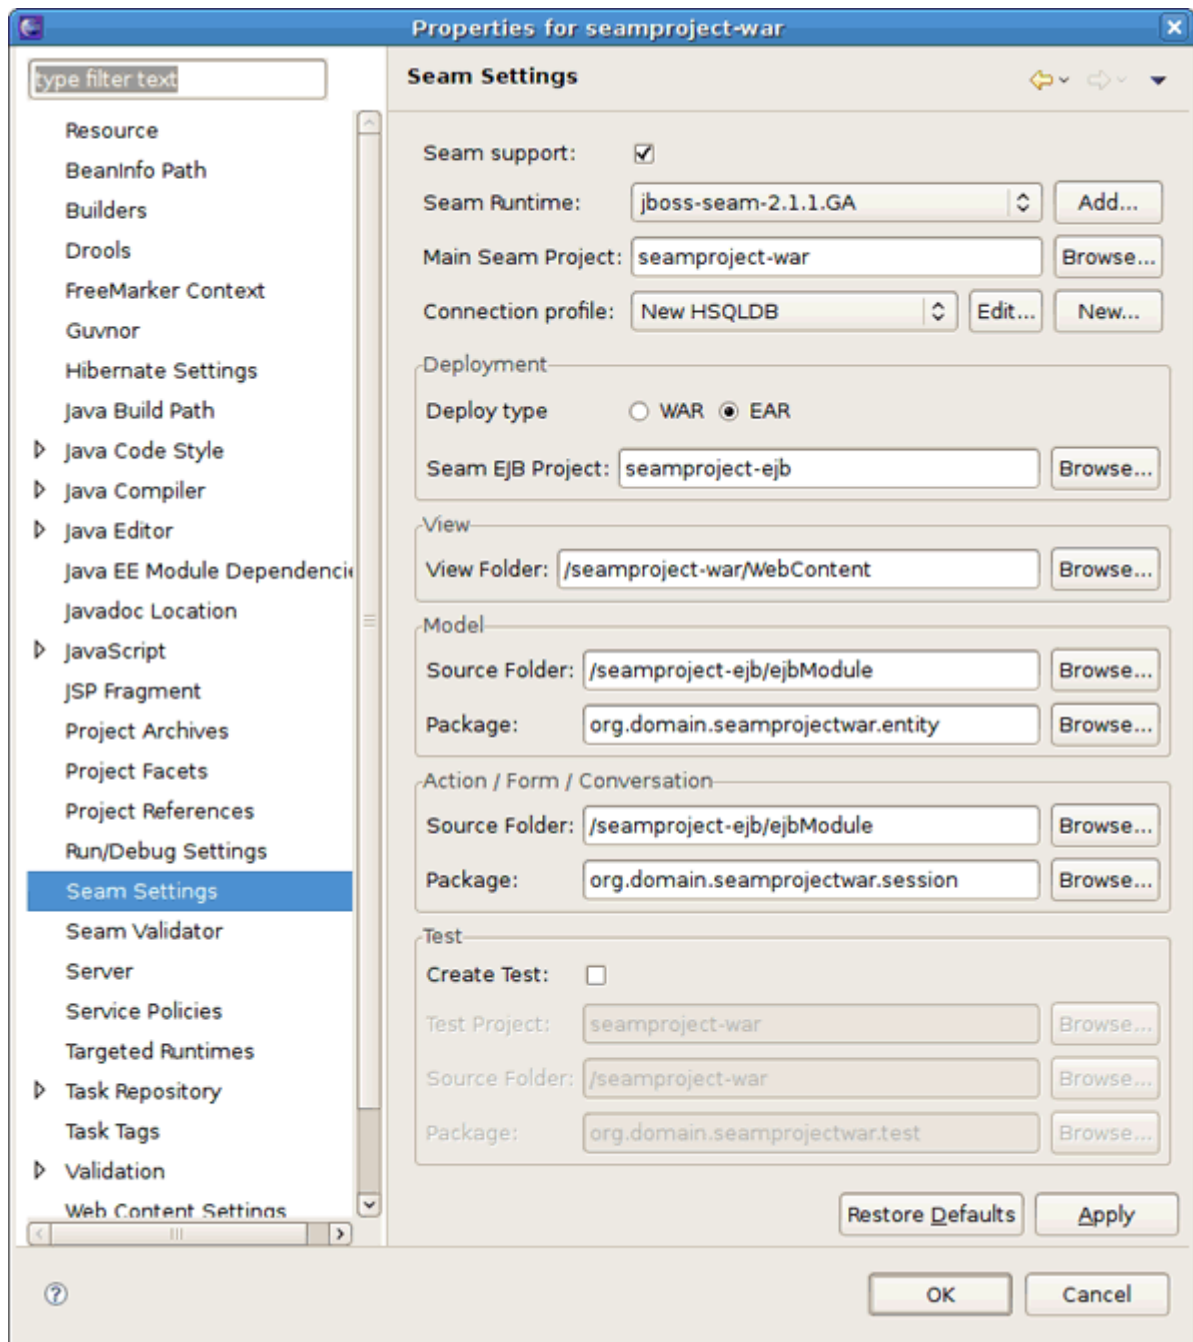 Properties for seamproject-war
type filter text
Resource
BeanInfo Path
Builders
Drools
FreeMarker Context
Guvnor
Hibernate Settings
Java Build Path
Java Code Style
Java Compiler
Java Editor
Java EE Module Dependencie
Javadoc Location
JavaScript
JSP Fragment
Project Archives
Project Facets
Project References
Run/Debug Settings
Seam Settings
Seam Validator
Server
Service Policies
Targeted Runtimes
Task Repository
Task Tags
Validation
Web Content Settings
Seam Settings
Seam support:
Seam Runtime: jboss-seam-2.1.1.GA Add...
Main Seam Project: seamproject-war Browse...
Connection profile: New HSQLDB Edit... New...
Deployment
Deploy type WAR EAR
Seam EJB Project: seamproject-ejb Browse...
View
View Folder: /seamproject-war/WebContent Browse...
Model
Source Folder: /seamproject-ejb/ejbModule Browse...
Package: org.domain.seamprojectwar.entity Browse...
Action / Form / Conversation
Source Folder: /seamproject-ejb/ejbModule Browse...
Package: org.domain.seamprojectwar.session Browse...
Test
Create Test:
Test Project: seamproject-war Browse...
Source Folder: /seamproject-war Browse...
Package: org.domain.seamprojectwar.test Browse...
Restore Defaults Apply
? OK Cancel